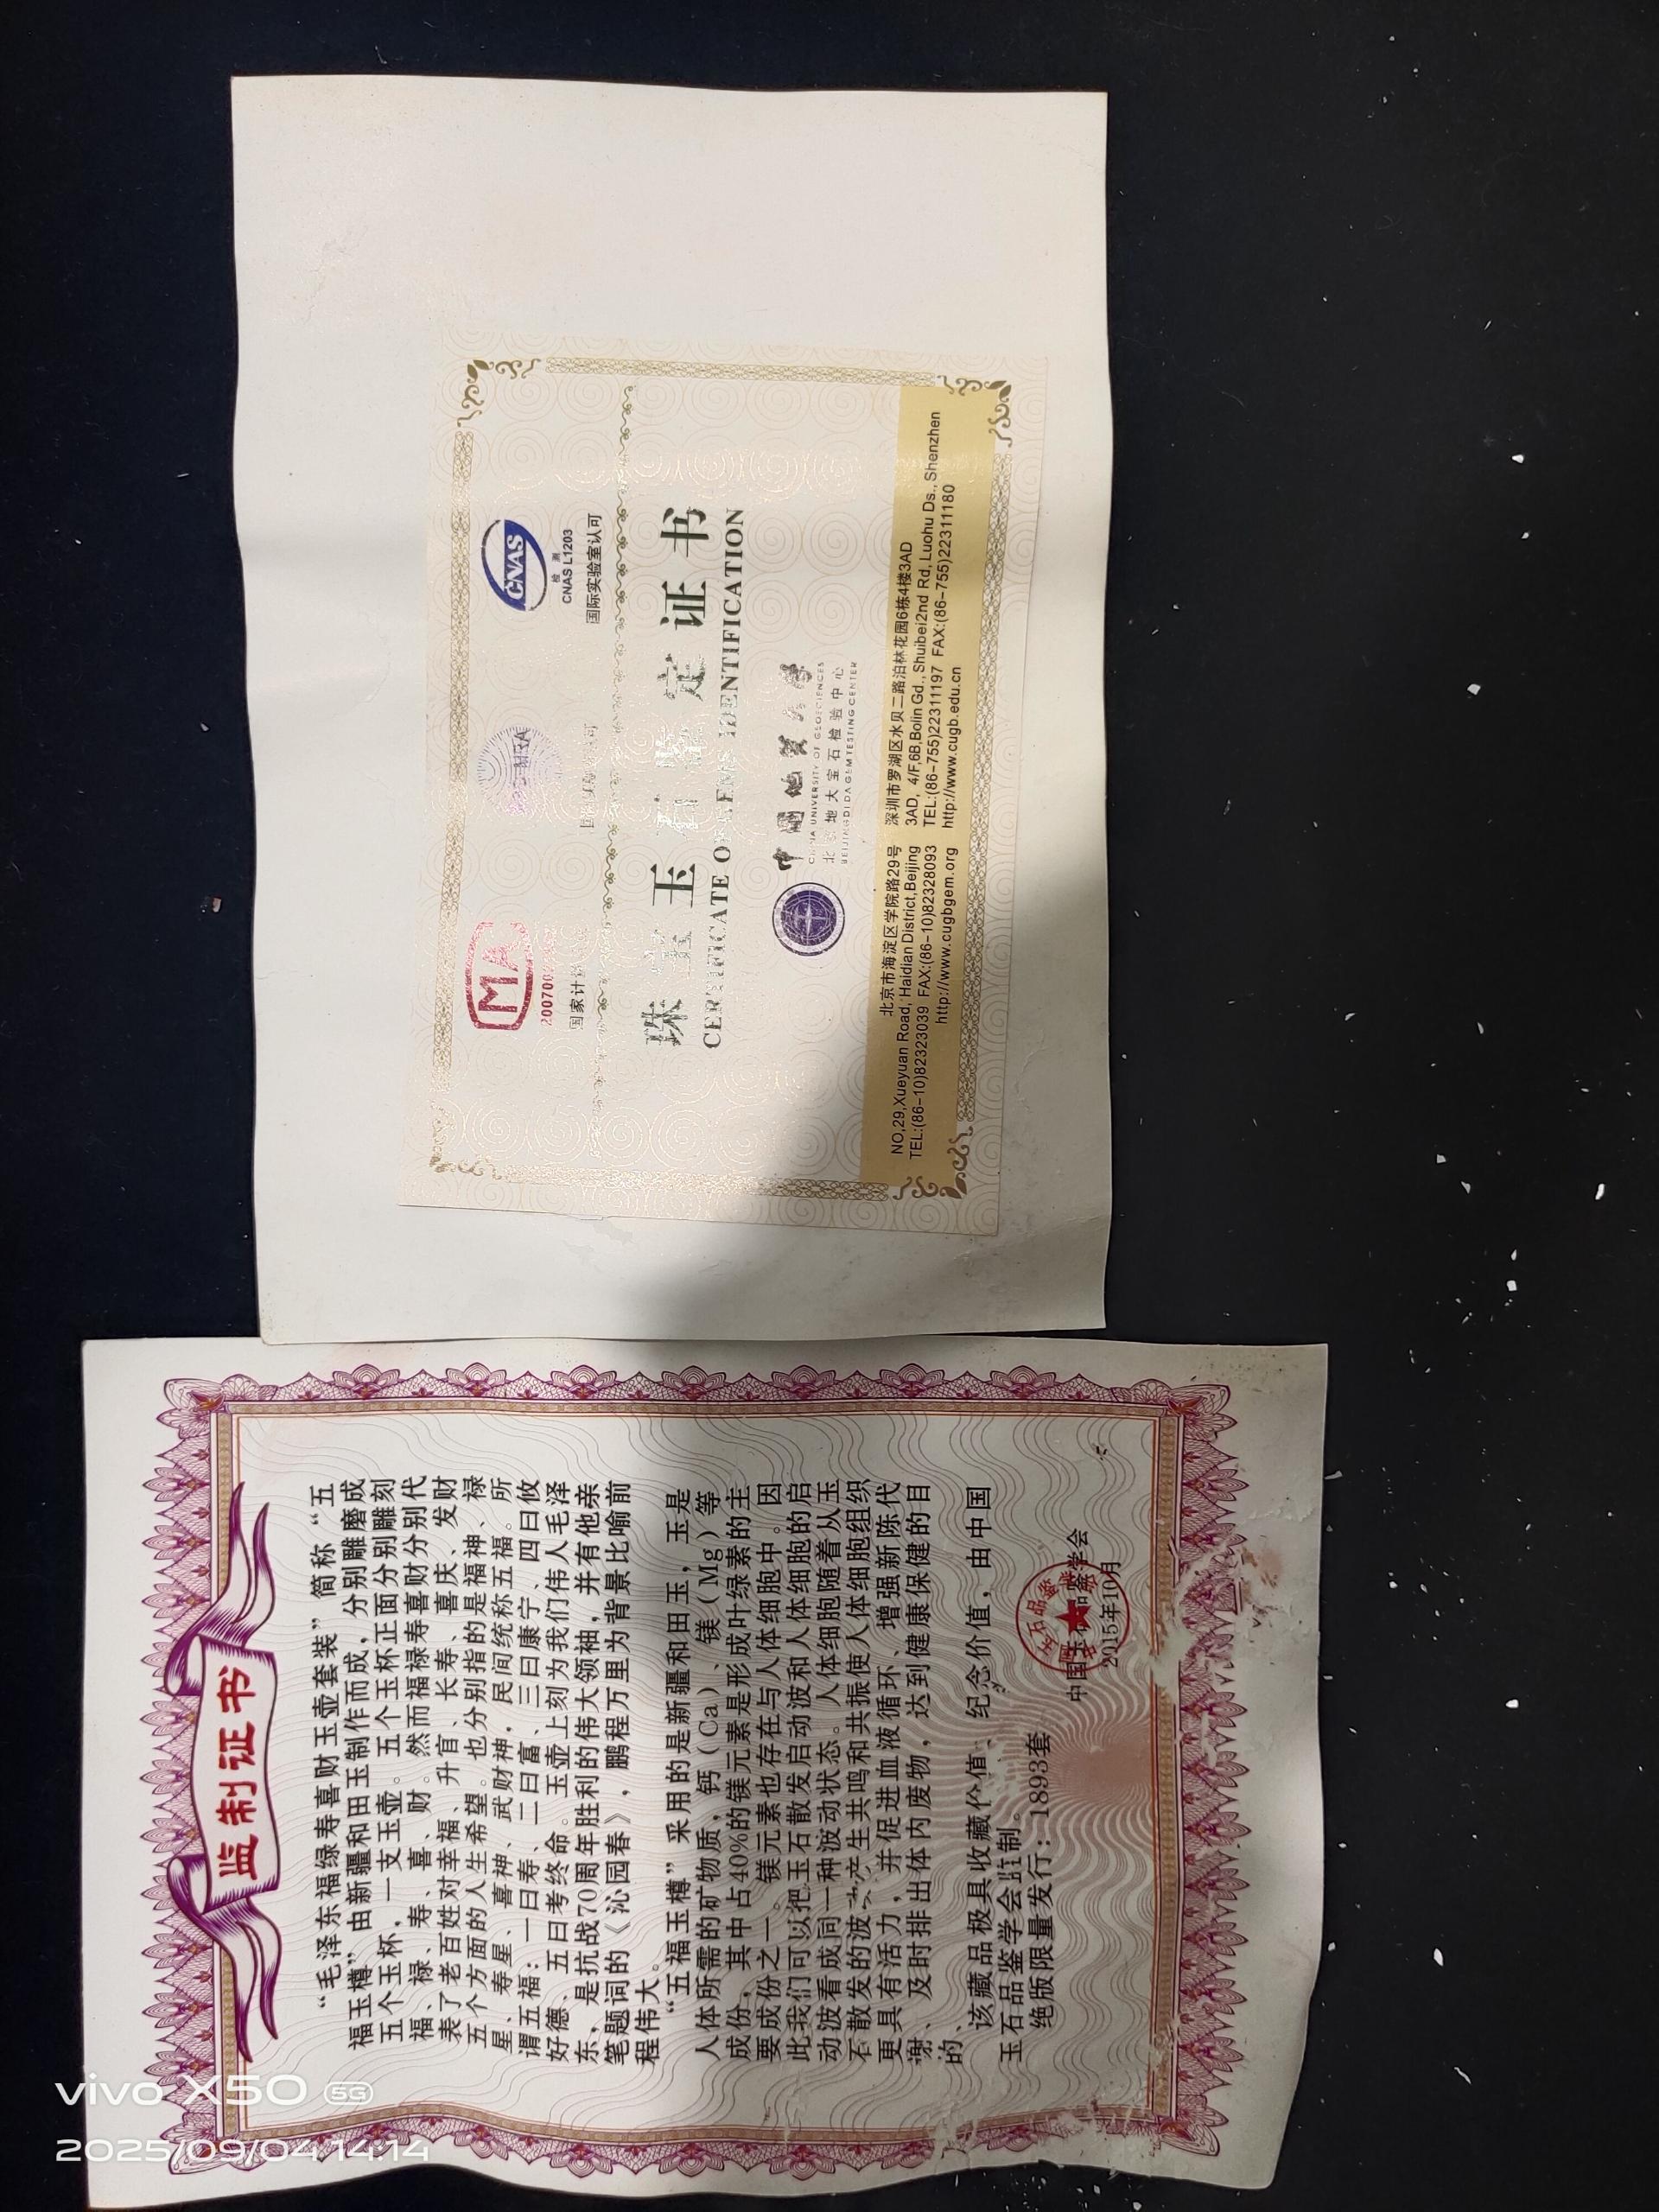 监制证书
“毛泽东福绿寿喜财玉壶套装”简称“五
福玉樽”由新疆和田玉制作而成，分别雕磨成
五个玉杯，一支玉壶。五个玉杯正面分别雕刻
福、禄、寿、喜、财。然而福禄寿喜财分别代
表了老百姓对幸福、升官、长寿、喜庆、发财
五个方面的人生希望。也分别指的是福神、禄
星、寿星、喜神、武财神，民间统称五福。所
谓五福：一曰寿、二曰富、三曰康宁、四曰攸
好德、五曰考终命。玉壶上刻为我们伟人毛泽
东，是抗战70周年胜利的伟大领袖，并有他亲
笔题词的《沁园春》，鹏程万里为背景比喻前
程伟大。
“五福玉樽”采用的是新疆和田玉，玉是
人体所需的矿物质，钙（Ca）、镁（Mg）等
成份，其中占40%的镁元素是形成叶绿素的主
要成份之一。镁元素也存在与人体细胞中。因
此我们可以把玉石散发启动波和人体细胞的启
动波看成同一种波动状态。人体细胞随着从玉
石散发的波动产生共鸣和共振使人体细胞组织
更具有活力，并促进血液循环、增强新陈代
谢、及时排出体内废物，达到健康保健的目
的、
该藏品极具收藏价值、纪念价值，由中国
玉石品鉴学会监制。
绝版限量发行：1893套
中国玉石品鉴学会
2015年10月
MA
国家计
CNAS
检测
CNAS L1203
国际实验室认可
珠宝玉石鉴定证书
CERTIFICATE OF GEMS IDENTIFICATION
中国地质大学
CHINA UNIVERSITY OF GEOSCIENCES
北京地大宝石检验中心
BEIJING DIDA GEM TESTING CENTER
北京市海淀区学院路29号
NO,29,Xueyuan Road, Haidian District,Beijing
TEL:(86-10)82323039 FAX:(86-10)82328093
http://www.cugbgem.org
深圳市罗湖区水贝二路泊林花园6栋4楼3AD
3AD, 4/F,6B,Bolin Gd., Shuibei2nd Rd, Luohu Ds., Shenzhen
TEL:(86-755)22311197 FAX:(86-755)22311180
http://www.cugb.edu.cn
vivo X50 5G
2025/09/04 14:14